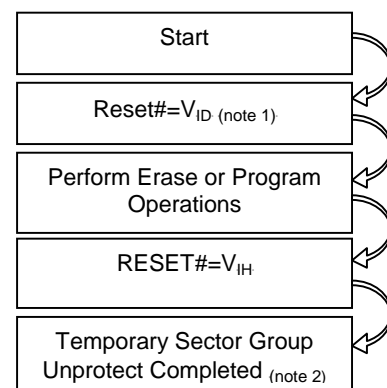 Start
Reset#=VID (note 1)
Perform Erase or Program
Operations
RESET#=VIH
Temporary Sector Group
Unprotect Completed (note 2)